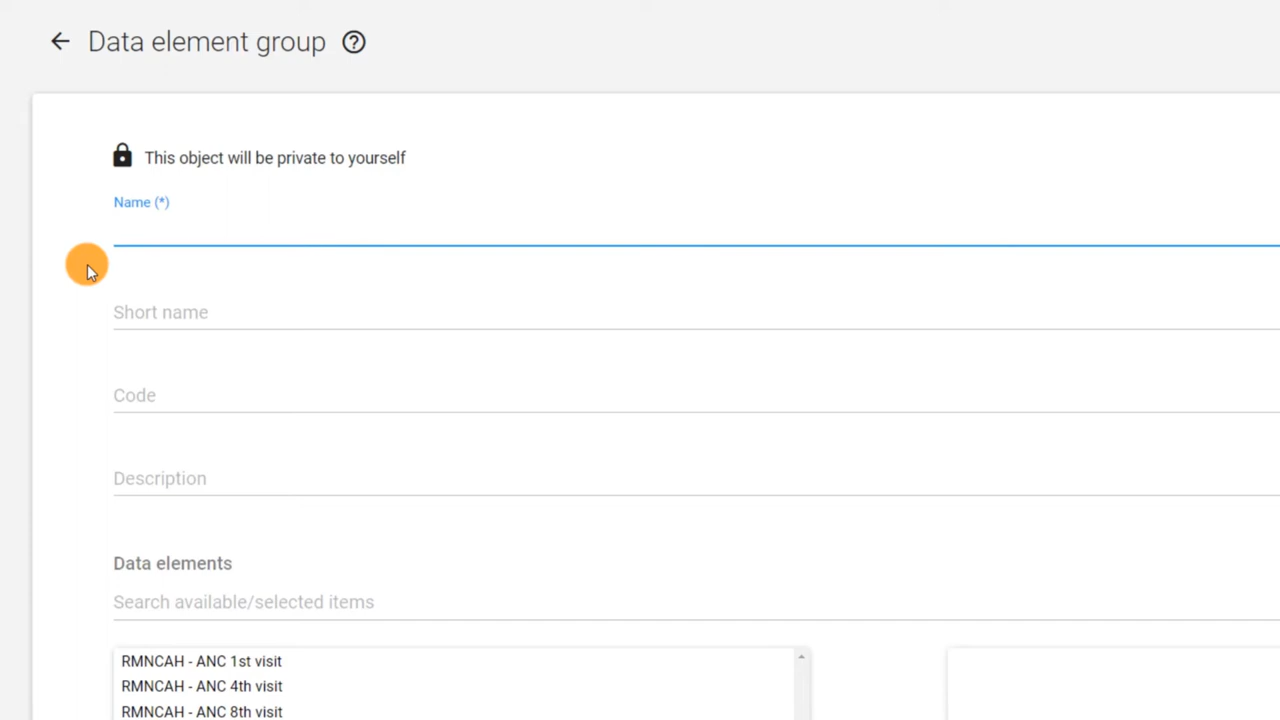 Data element group
This object will be private to yourself
Name (*)
Short name
Code
Description
Data elements
Search available/selected items
RMNCAH - ANC 1st visit
RMNCAH - ANC 4th visit
RMNCAH - ANC 8th visit